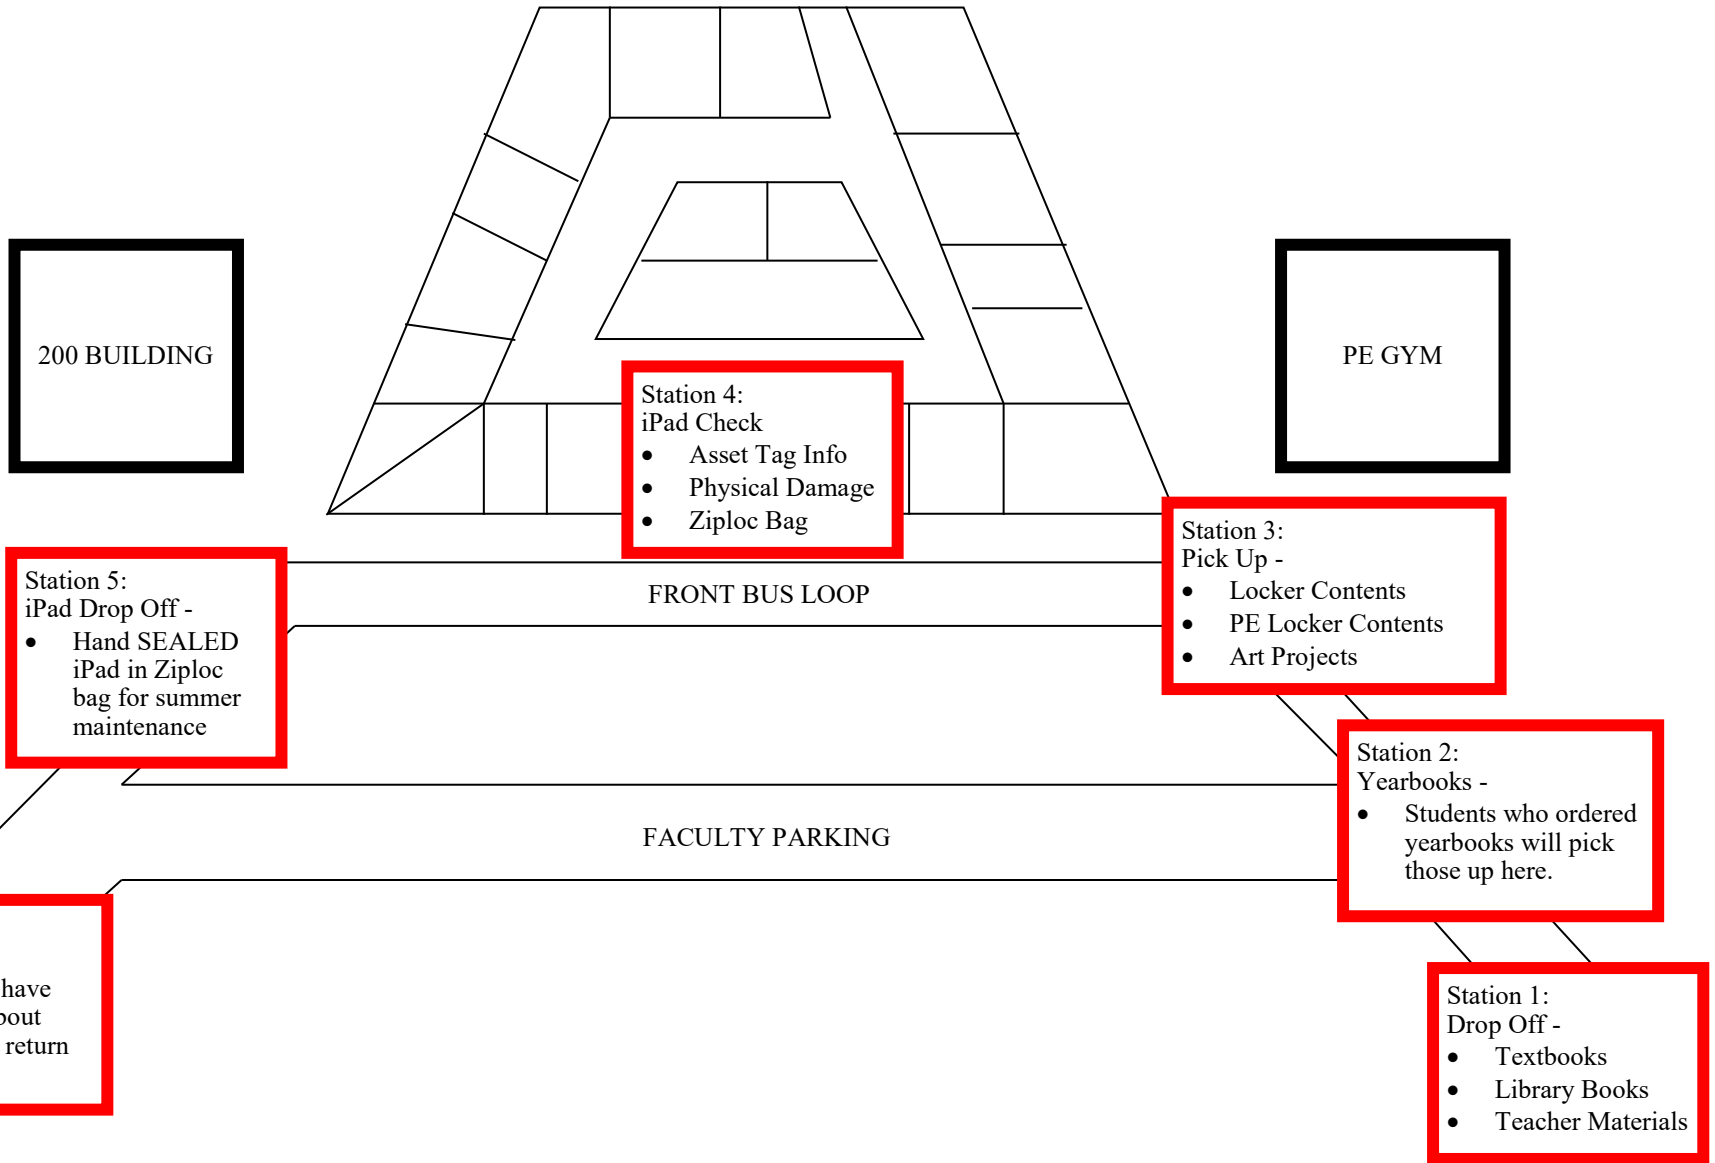 200 BUILDING
PE GYM
Station 4:
iPad Check
• Asset Tag Info
• Physical Damage
• Ziploc Bag
Station 3:
Pick Up -
• Locker Contents
• PE Locker Contents
• Art Projects
Station 5:
iPad Drop Off -
• Hand SEALED
iPad in Ziploc
bag for summer
maintenance
FRONT BUS LOOP
Station 2:
Yearbooks -
• Students who ordered
yearbooks will pick
those up here.
FACULTY PARKING
have
return
Station 1:
Drop Off -
• Textbooks
• Library Books
• Teacher Materials